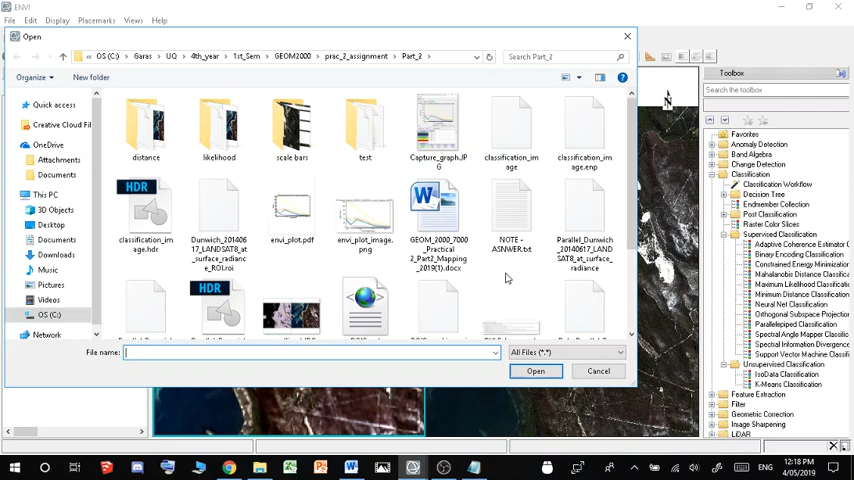 ENVI
File Edit Display Placemarks Views Help
Open
« OS (C:) > Garas > UQ > 4th_year > 1st_Sem > GEOM2000 > prac_2_assignment > Part_2 >
Search Part_2
Organize
New folder
Toolbox
Search the toolbox
Quick access
Creative Cloud Fil
OneDrive
Attachments
Documents
This PC
3D Objects
Desktop
Documents
Downloads
Music
Pictures
Videos
OS (C:)
Network
distance
likelihood
scale bars
test
Capture_graph.JP
G
classification_im
age
classification_im
age.enp
HDR
classification_im
age.hdr
Dunwich_201406
17_LANDSAT8_at
_surface_radianc
e_ROI.roi
envi_plot.pdf
envi_plot_image.
png
GEOM_2000_7000
_Practical
2_Part2_Mapping
_2019(1).docx
NOTE -
ASNWER.txt
Parallel_Dunwich
_20140617_LAND
SAT8_at_surface_
radiance
HDR
File name:
All Files (*.*)
Open
Cancel
N
Favorites
Anomaly Detection
Band Algebra
Change Detection
Classification
Classification Workflow
Decision Tree
Endmember Collection
Post Classification
Raster Color Slices
Supervised Classification
Adaptive Coherence Estimator C
Binary Encoding Classification
Constrained Energy Minimization
Mahalanobis Distance Classificat
Maximum Likelihood Classificat
Minimum Distance Classification
Neural Net Classification
Orthogonal Subspace Projection
Parallelepiped Classification
Spectral Angle Mapper Classifica
Spectral Information Divergence
Support Vector Machine Classifi
Unsupervised Classification
IsoData Classification
K-Means Classification
Feature Extraction
Filter
Geometric Correction
Image Sharpening
LiDAR
ENG
12:18 PM
4/05/2019